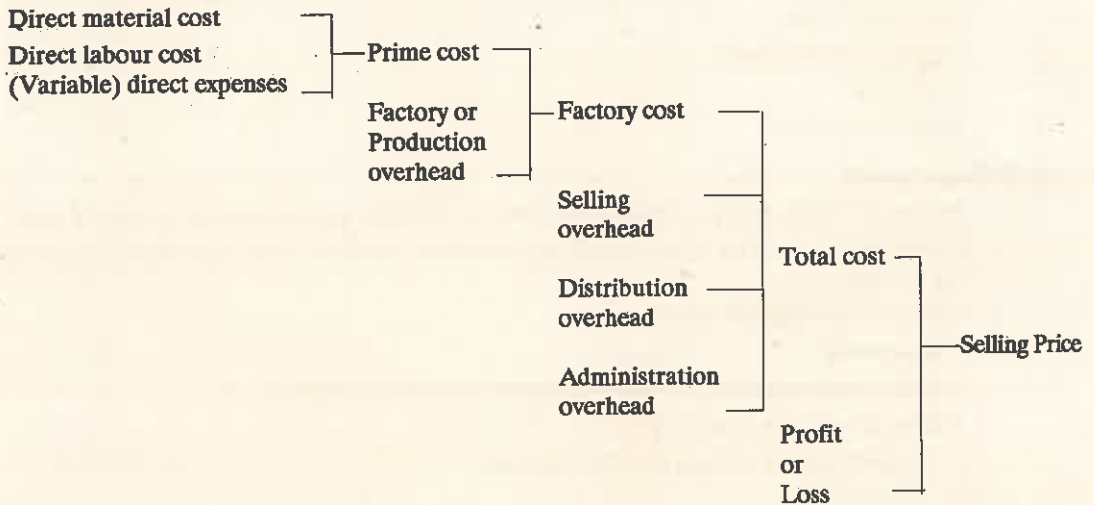 Direct material cost
Direct labour cost
(Variable) direct expenses
Prime cost
Factory or
Production
overhead
Factory cost
Selling
overhead
Distribution
overhead
Administration
overhead
Total cost
Profit
or
Loss
Selling Price